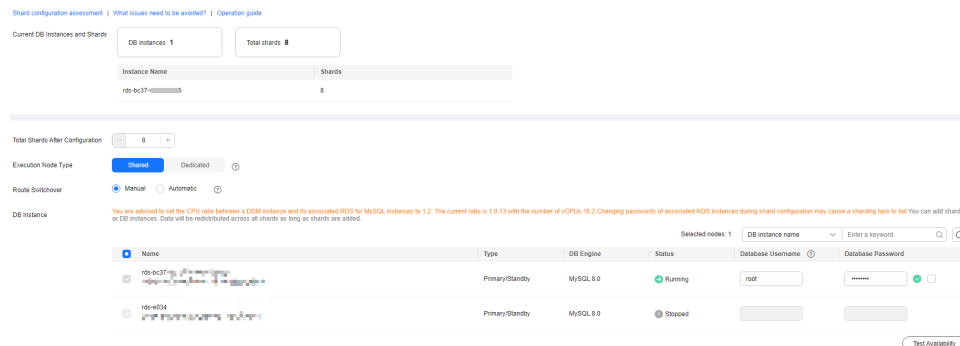 Shard configuration assessment | What issues need to be avoided? | Operation guide
Current DB Instances and Shards
DB instances 1
Total shards 8
Instance Name Shards
rds-bc37- 8
Total Shards After Configuration - 8 +
Execution Node Type Shared Dedicated ?
Route Switchover Manual Automatic ?
DB Instance You are advised to set the CPU ratio between a DDM instance and its associated RDS for MySQL instances to 1:2. The current ratio is 1:0.13 with the number of vCPUs 16:2.Changing passwords of associated RDS instances during shard configuration may cause a sharding task to fail.You can add shard
or DB instances. Data will be redistributed across all shards as long as shards are added.
Selected nodes: 1 DB instance name Enter a keyword.
Name Type DB Engine Status Database Username ? Database Password
rds-bc37- Primary/Standby MySQL 8.0 Running root ••••••••
rds-e034 Primary/Standby MySQL 8.0 Stopped
Test Availability